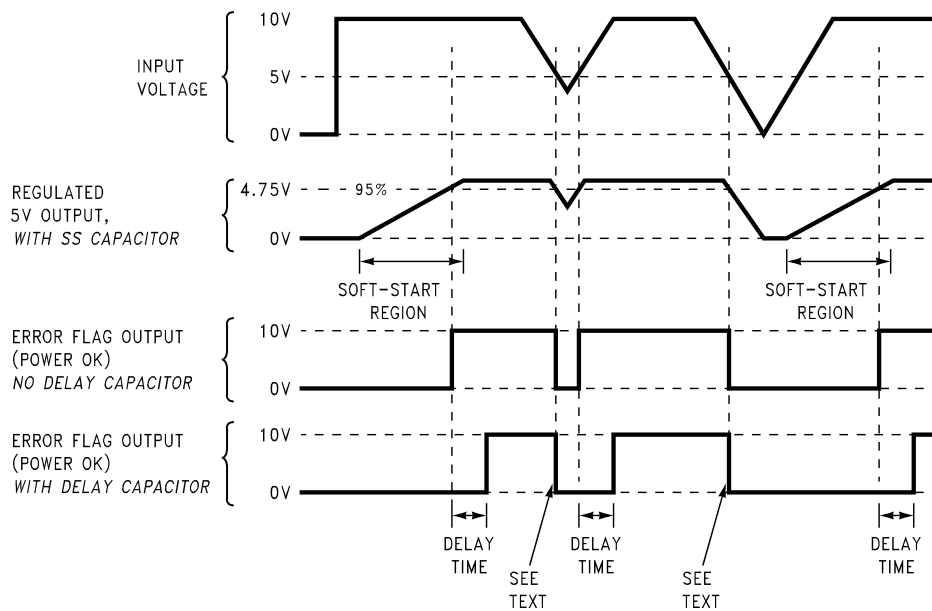 10V
INPUT
VOLTAGE
5V
0V
REGULATED
5V OUTPUT,
WITH SS CAPACITOR
4.75V
95%
0V
SOFT-START
REGION
SOFT-START
REGION
ERROR FLAG OUTPUT
(POWER OK)
NO DELAY CAPACITOR
10V
0V
ERROR FLAG OUTPUT
(POWER OK)
WITH DELAY CAPACITOR
10V
0V
DELAY
TIME
SEE
TEXT
DELAY
TIME
SEE
TEXT
DELAY
TIME